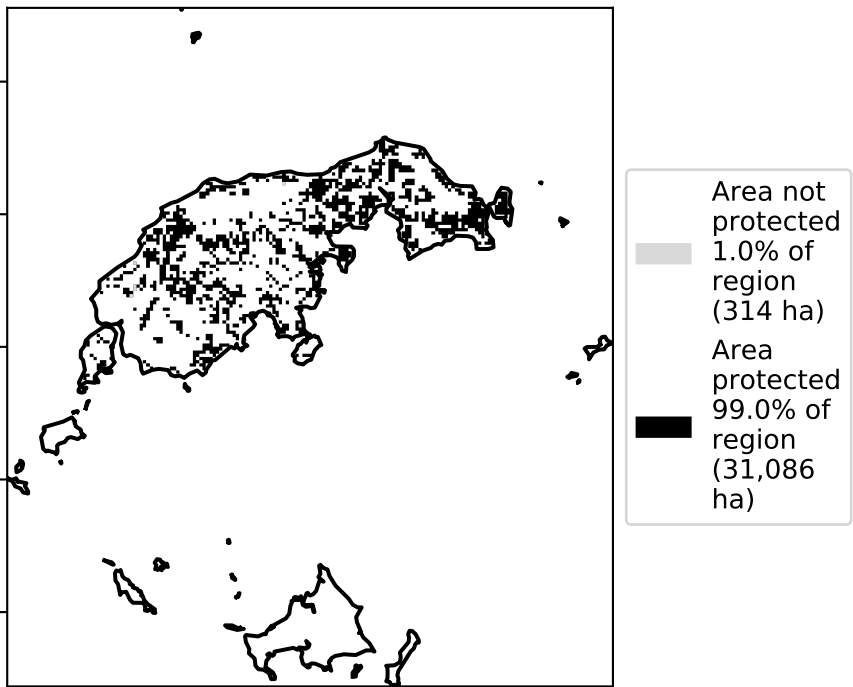 Area not
protected
1.0% of
region
(314 ha)
Area
protected
99.0% of
region
(31,086
ha)